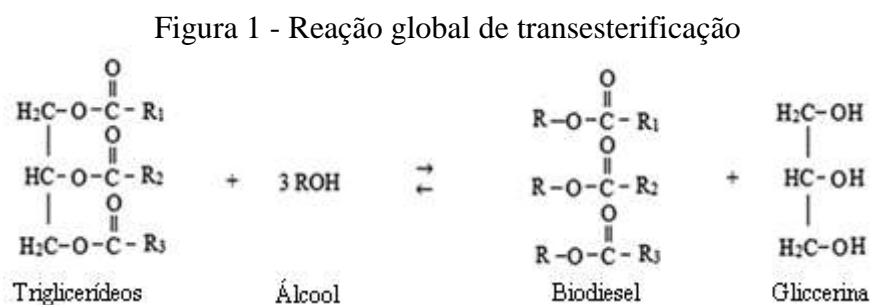 Figura 1 - Reação global de transesterificação
O
H₂C-O-C-R₁
O
HC-O-C-R₂
O
H₂C-O-C-R₃
+ 3 ROH ⇄
O
R-O-C-R₁
O
R-O-C-R₂
O
R-O-C-R₃
+
H₂C-OH
HC-OH
H₂C-OH
Triglicerídeos Álcool Biodiesel Gliccerina